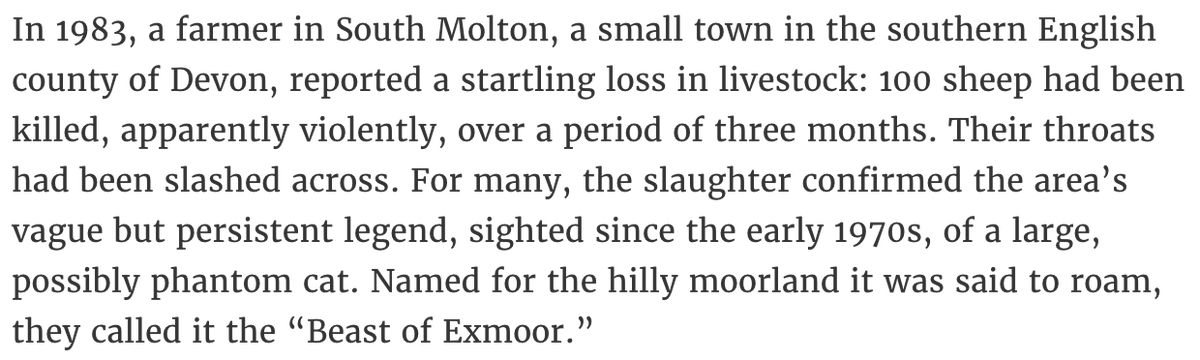 In 1983, a farmer in South Molton, a small town in the southern English
county of Devon, reported a startling loss in livestock: 100 sheep had been
killed, apparently violently, over a period of three months. Their throats
had been slashed across. For many, the slaughter confirmed the area’s
vague but persistent legend, sighted since the early 1970s, of a large,
possibly phantom cat. Named for the hilly moorland it was said to roam,
they called it the “Beast of Exmoor.”